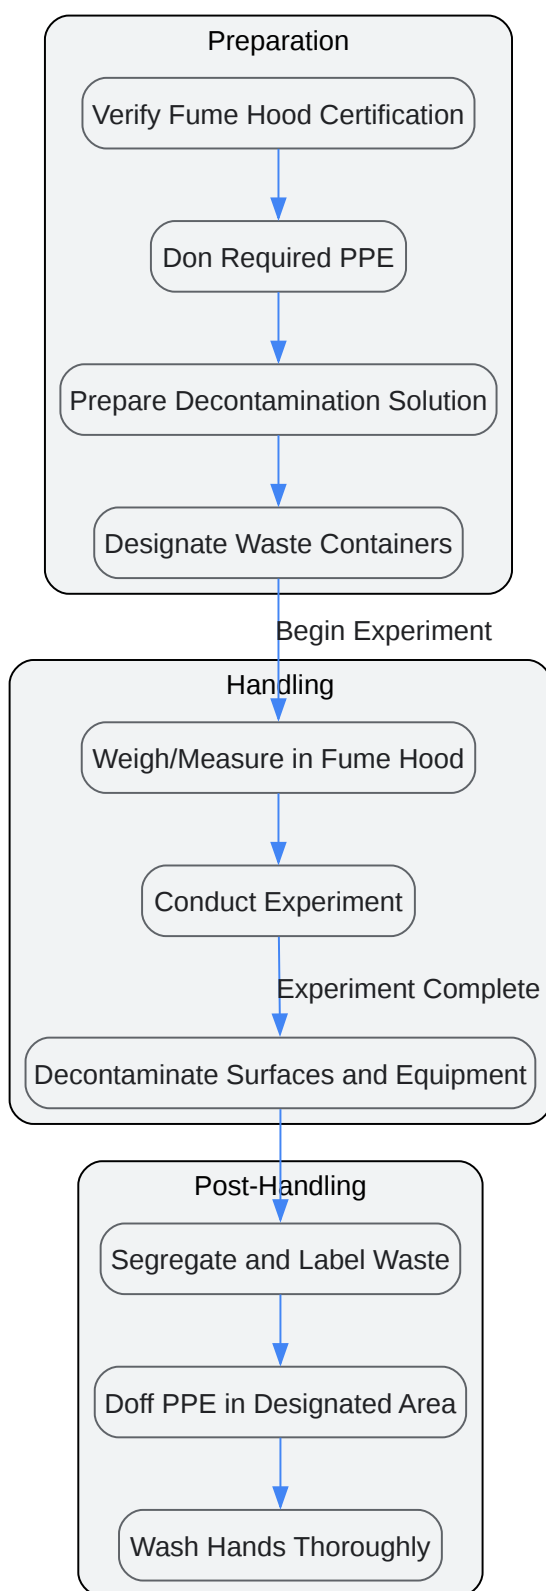 Preparation
Verify Fume Hood Certification
Don Required PPE
Prepare Decontamination Solution
Designate Waste Containers
Begin Experiment
Handling
Weigh/Measure in Fume Hood
Conduct Experiment
Experiment Complete
Decontaminate Surfaces and Equipment
Post-Handling
Segregate and Label Waste
Doff PPE in Designated Area
Wash Hands Thoroughly